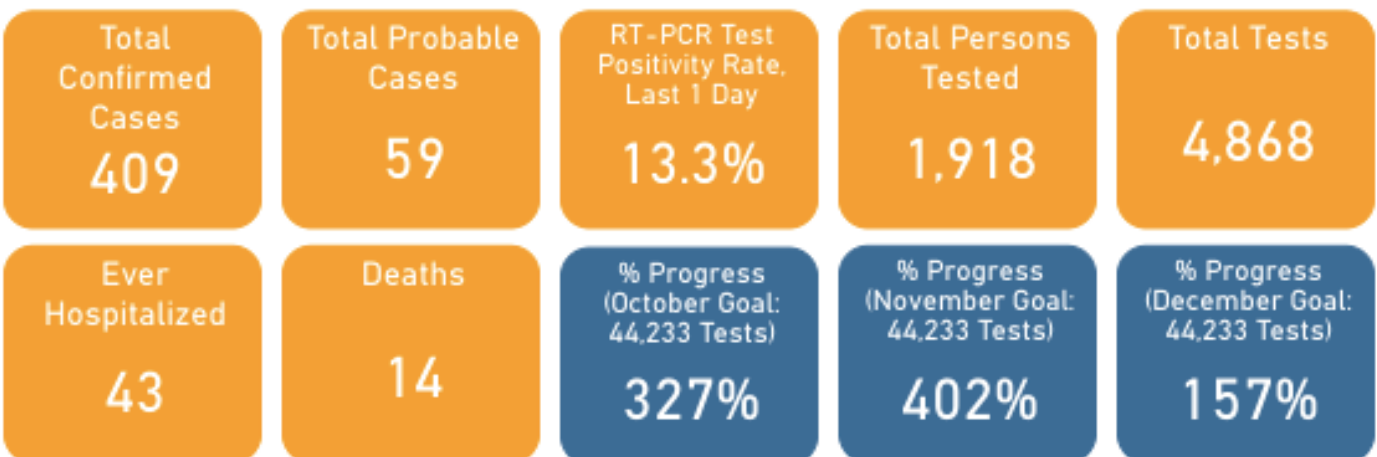 Total
Confirmed
Cases
409
Total Probable
Cases
59
RT-PCR Test
Positivity Rate,
Last 1 Day
13.3%
Total Persons
Tested
1,918
Total Tests
4,868
Ever
Hospitalized
43
Deaths
14
% Progress
(October Goal:
44,233 Tests)
327%
% Progress
(November Goal:
44,233 Tests)
402%
% Progress
(December Goal:
44,233 Tests)
157%